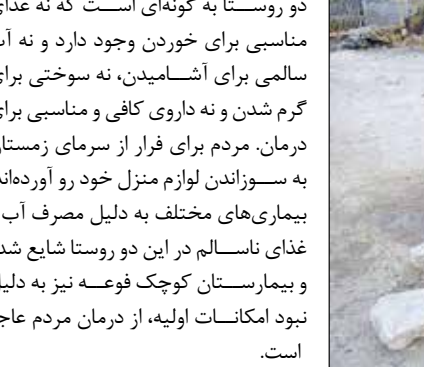 دو روستا به گونه‌ای است که نه غذای
مناسبی برای خوردن وجود دارد و نه آب
سالمی برای آشامیدن، نه سوختی برای
گرم شدن و نه داروی کافی و مناسبی برای
درمان. مردم برای فرار از سرمای زمستان
به سوزاندن لوازم منزل خود رو آورده‌اند.
بیماری‌های مختلف به دلیل مصرف آب
غذای ناسالم در این دو روستا شایع شد
و بیمارستان کوچک فوعه نیز به دلیل
نبود امکانات اولیه، از درمان مردم عاجز
است.